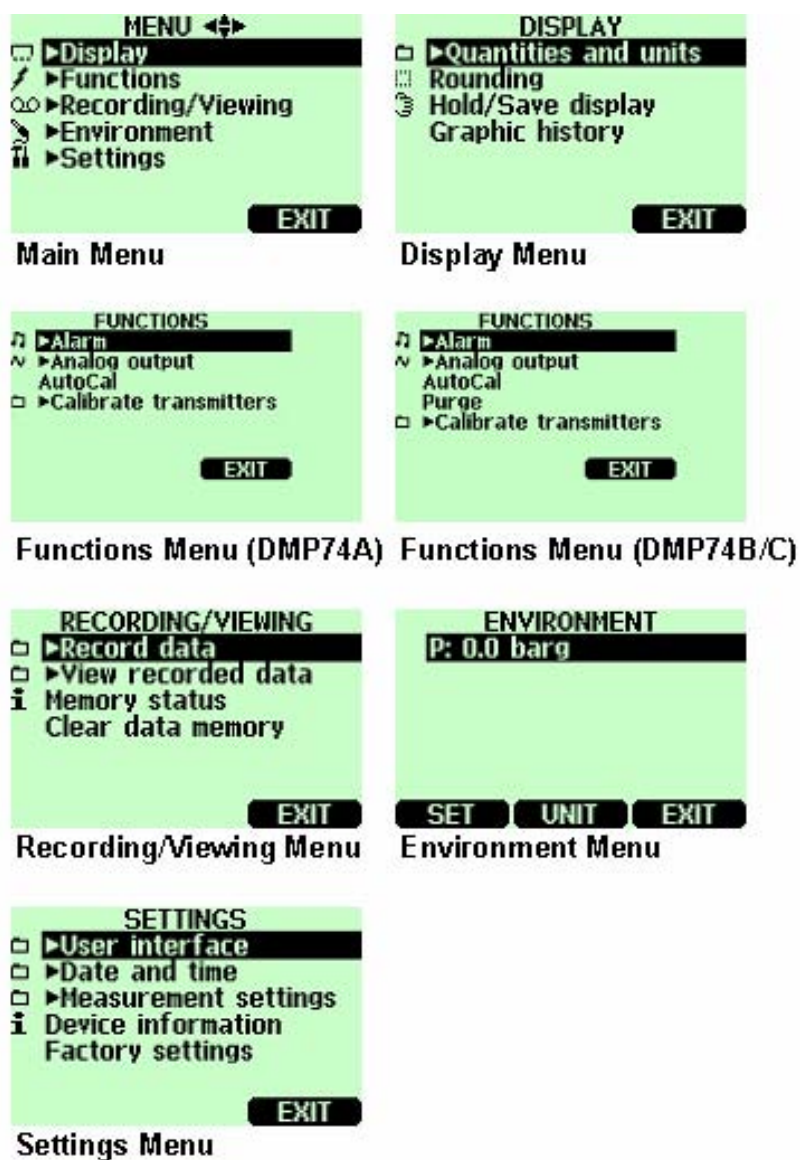 MENU
▶Display
▶Functions
▶Recording/Viewing
▶Environment
▶Settings
EXIT
Main Menu
DISPLAY
▶Quantities and units
Rounding
Hold/Save display
Graphic history
EXIT
Display Menu
FUNCTIONS
▶Alarm
▶Analog output
AutoCal
▶Calibrate transmitters
EXIT
Functions Menu (DMP74A)
FUNCTIONS
▶Alarm
▶Analog output
AutoCal
Purge
▶Calibrate transmitters
EXIT
Functions Menu (DMP74B/C)
RECORDING/VIEWING
▶Record data
▶View recorded data
Memory status
Clear data memory
EXIT
Recording/Viewing Menu
ENVIRONMENT
P: 0.0 barg
SET UNIT EXIT
Environment Menu
SETTINGS
▶User interface
▶Date and time
▶Measurement settings
Device information
Factory settings
EXIT
Settings Menu